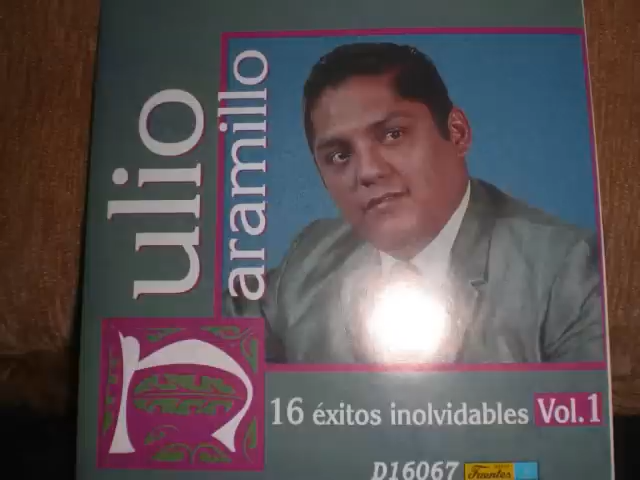 Julio
Jaramillo
16 éxitos inolvidables Vol.1
D16067
Fuentes